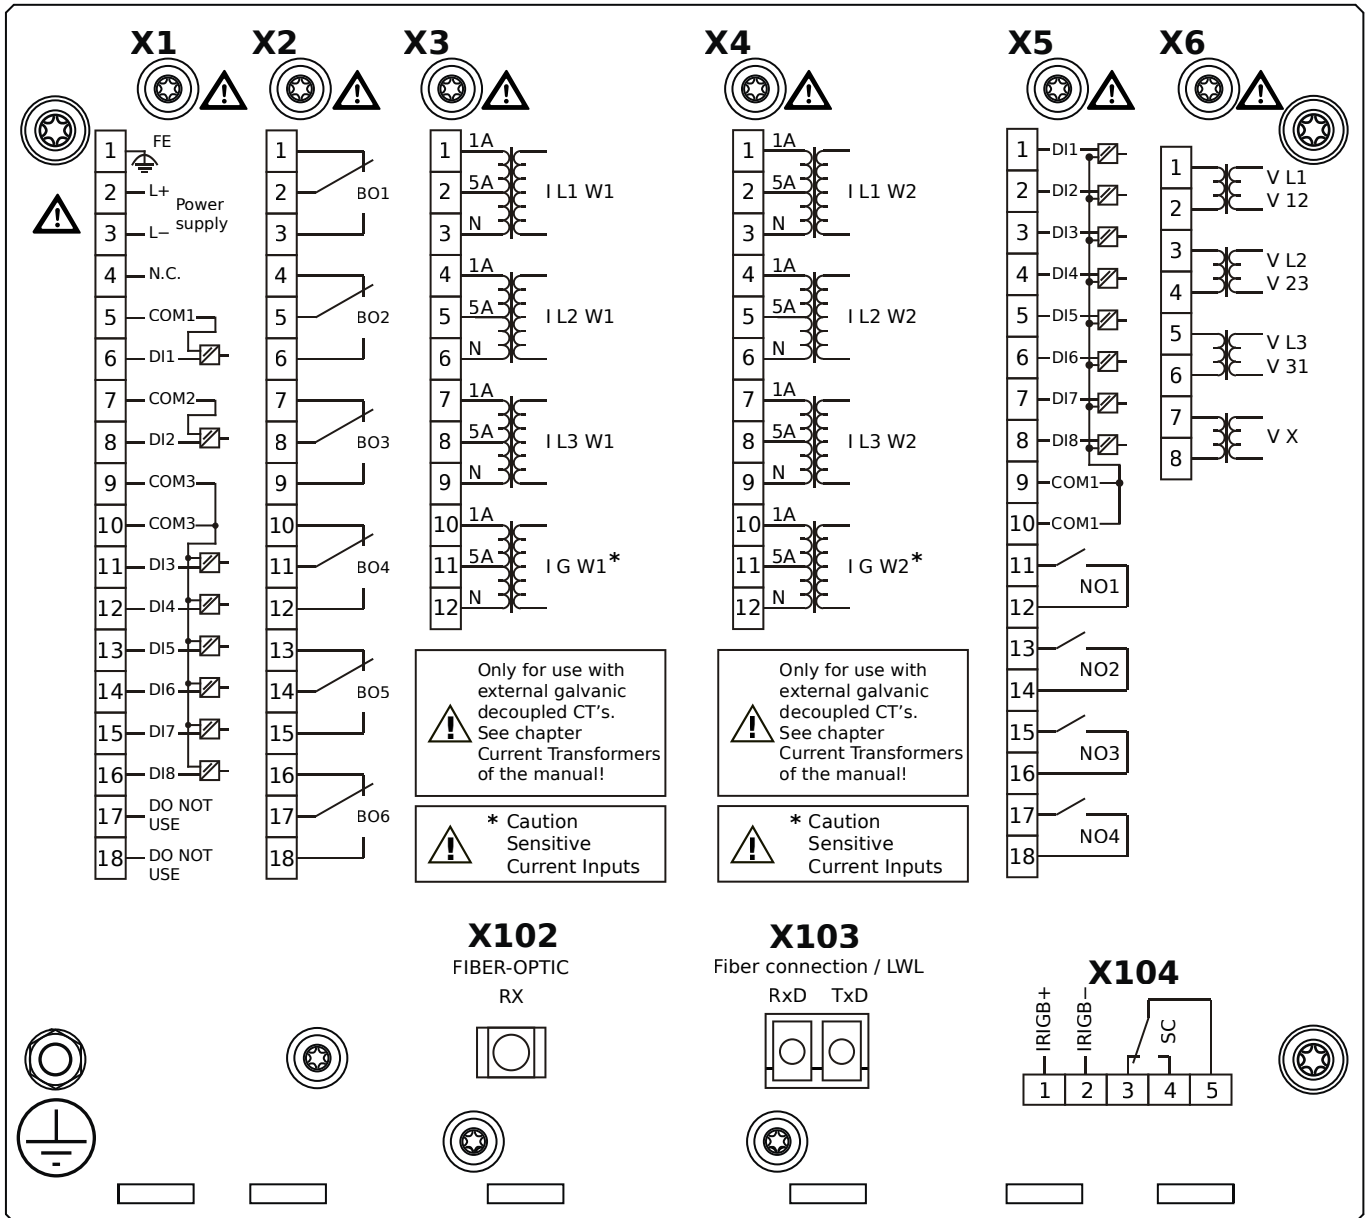 X1
X2
X3
X4
X5
X6
1 FE
2 L+
Power
supply
3 L−
4 N.C.
5 COM1
6 DI1
7 COM2
8 DI2
9 COM3
10 COM3
11 DI3
12 DI4
13 DI5
14 DI6
15 DI7
16 DI8
17 DO NOT
USE
18 DO NOT
USE
1
2 BO1
3
4
5 BO2
6
7
8 BO3
9
10
11 BO4
12
13
14 BO5
15
16
17 BO6
18
1 1A
2 5A I L1 W1
3 N
4 1A
5 5A I L2 W1
6 N
7 1A
8 5A I L3 W1
9 N
10 1A
11 5A I G W1*
12 N
Only for use with
external galvanic
decoupled CT's.
See chapter
Current Transformers
of the manual!
* Caution
Sensitive
Current Inputs
1 1A
2 5A I L1 W2
3 N
4 1A
5 5A I L2 W2
6 N
7 1A
8 5A I L3 W2
9 N
10 1A
11 5A I G W2*
12 N
Only for use with
external galvanic
decoupled CT's.
See chapter
Current Transformers
of the manual!
* Caution
Sensitive
Current Inputs
1 DI1
2 DI2
3 DI3
4 DI4
5 DI5
6 DI6
7 DI7
8 DI8
9 COM1
10 COM1
11
NO1
12
13
NO2
14
15
NO3
16
17
NO4
18
1 V L1
2 V 12
3 V L2
4 V 23
5 V L3
6 V 31
7
V X
8
X102
FIBER-OPTIC
RX
X103
Fiber connection / LWL
RxD TxD
X104
IRIGB+
IRIGB−
SC
1 2 3 4 5